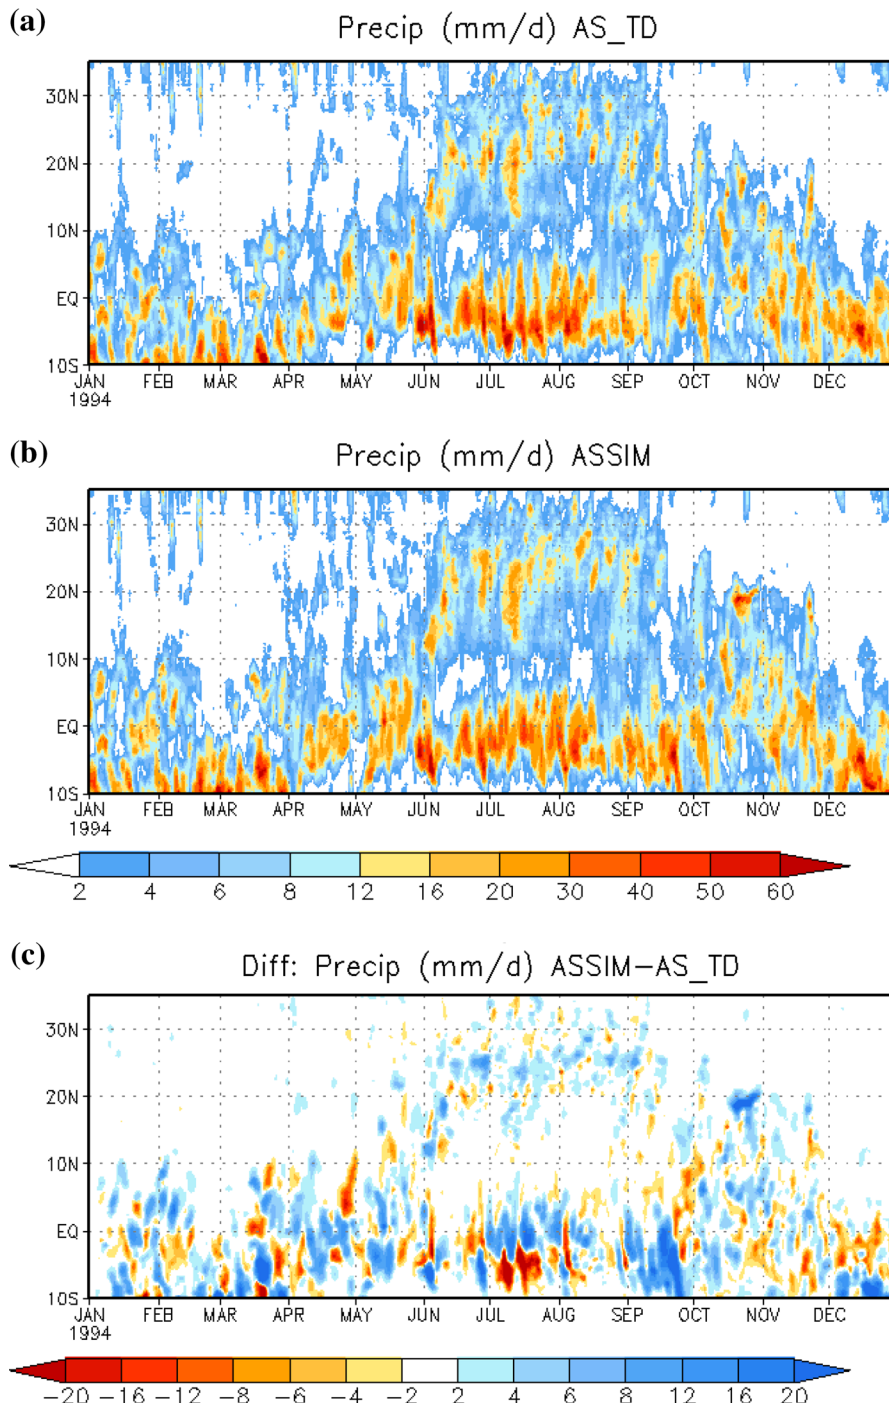 (a)
Precip (mm/d) AS_TD
30N
20N
10N
EQ
10S
JAN FEB MAR APR MAY JUN JUL AUG SEP OCT NOV DEC
1994
(b)
Precip (mm/d) ASSIM
30N
20N
10N
EQ
10S
JAN FEB MAR APR MAY JUN JUL AUG SEP OCT NOV DEC
1994
2 4 6 8 12 16 20 30 40 50 60
(c)
Diff: Precip (mm/d) ASSIM−AS_TD
30N
20N
10N
EQ
10S
JAN FEB MAR APR MAY JUN JUL AUG SEP OCT NOV DEC
1994
−20 −16 −12 −8 −6 −4 −2 2 4 6 8 12 16 20